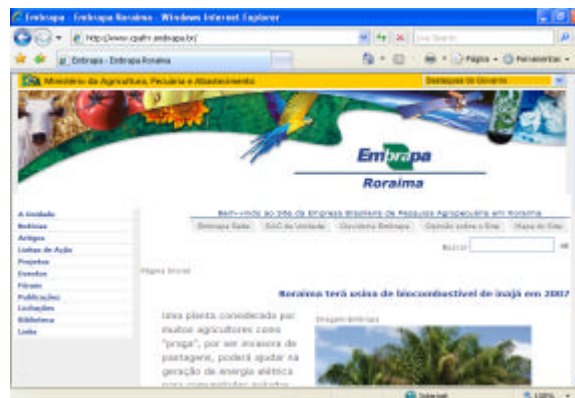 Embrapa - Embrapa Roraima - Windows Internet Explorer
http://www.cpafrr.embrapa.br/
Live Search
Embrapa - Embrapa Roraima
Página
Ferramentas
Ministério da Agricultura, Pecuária e Abastecimento
Destaques do Governo
Embrapa
Roraima
Bem-vindo ao Site da Empresa Brasileira de Pesquisa Agropecuária em Roraima
A Unidade
Notícias
Artigos
Linhas de Ação
Projetos
Eventos
Fóruns
Publicações
Licitações
Biblioteca
Links
Embrapa Sede
SAC da Unidade
Ouvidoria Embrapa
Opinião sobre o Site
Mapa do Site
Buscar
Página Inicial
Roraima terá usina de biocombustível de inajá em 2007
Uma planta considerada por
muitos agricultores como
"praga", por ser invasora de
pastagens, poderá ajudar na
geração de energia elétrica
para comunidades isoladas
Imagem: Embrapa
Internet
100%